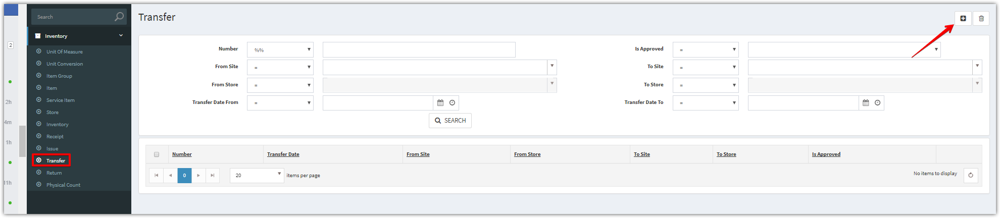 Search
Inventory
2
Unit Of Measure
Unit Conversion
Item Group
Item
Service Item
2h
Store
4m
Inventory
Receipt
1h
Issue
Transfer
Return
11h
Physical Count
Transfer
Number %% Is Approved =
From Site = To Site =
From Store = To Store =
Transfer Date From = Transfer Date To =
SEARCH
Number Transfer Date From Site From Store To Site To Store Is Approved
0 20 items per page No items to display